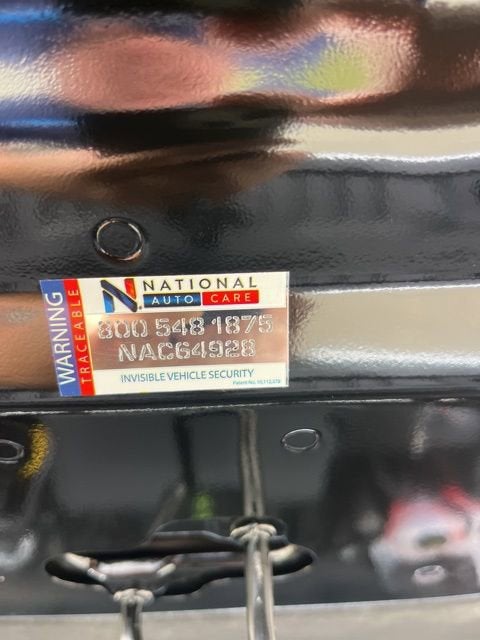 WARNING
TRACEABLE
NATIONAL
AUTO CARE
800 548 1875
NAC64928
INVISIBLE VEHICLE SECURITY